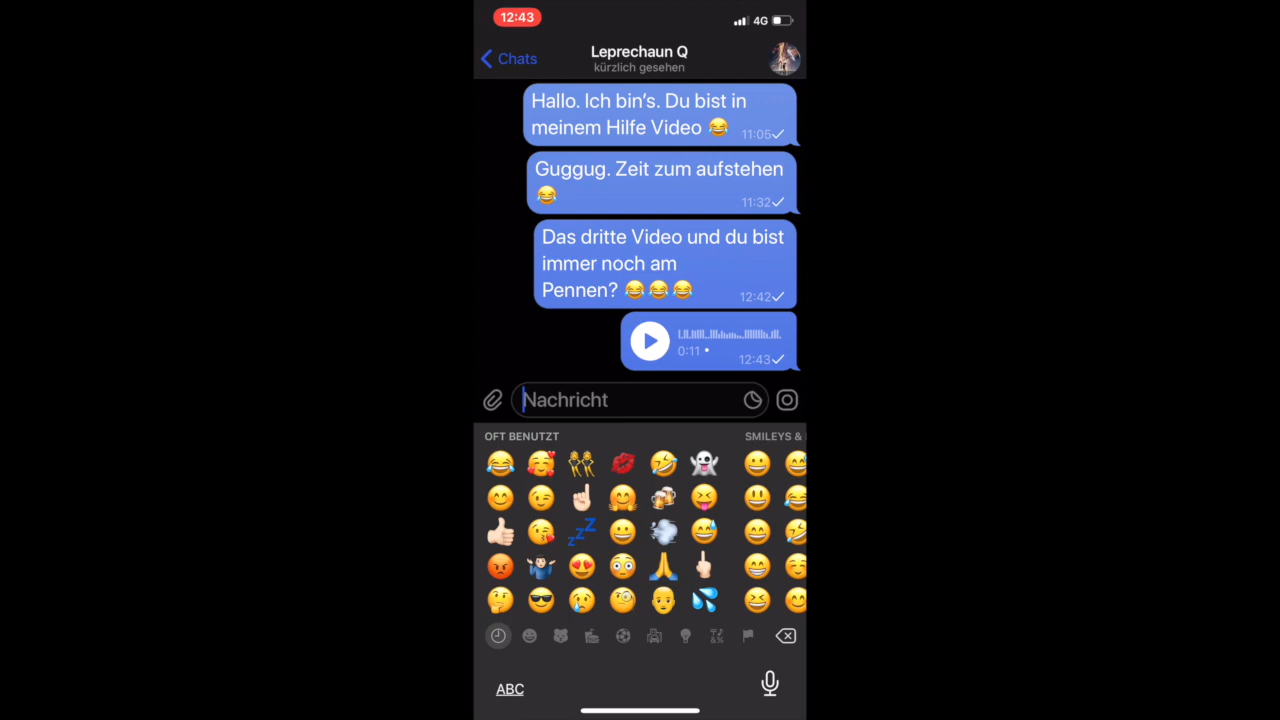 12:43
4G
Chats
Leprechaun Q
kürzlich gesehen
Hallo. Ich bin's. Du bist in
meinem Hilfe Video 😂 11:05
Guggug. Zeit zum aufstehen
😂 11:32
Das dritte Video und du bist
immer noch am
Pennen? 😂😂😂 12:42
0:11 12:43
Nachricht
OFT BENUTZT SMILEYS &
ABC